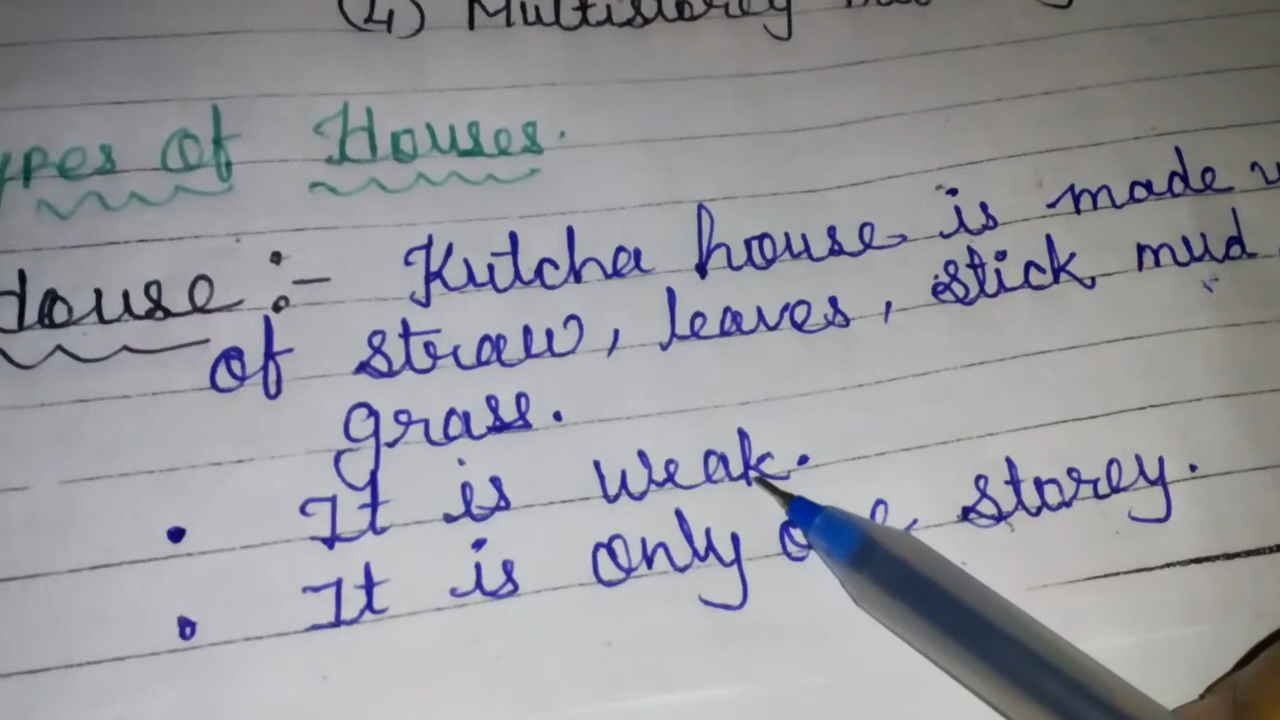 (4) Multistorey
ypes of Houses.
House :- Kutcha house is made
of straw, leaves, stick mud
grass.
• It is weak.
• It is only storey.